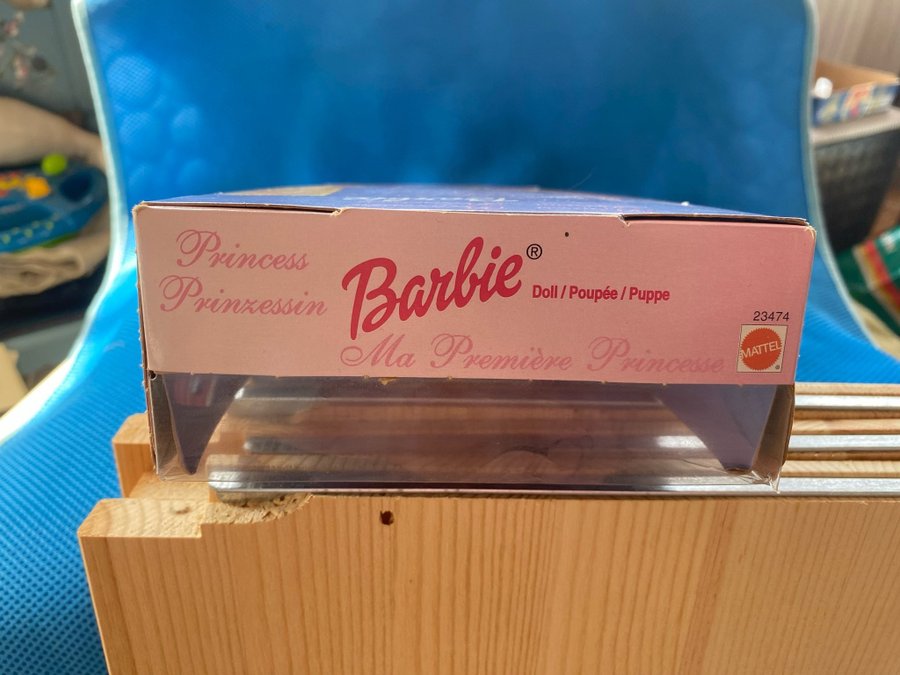 Princess
Prinzessin
Barbie®
Doll / Poupée / Puppe
Ma Première Princesse
23474
MATTEL®